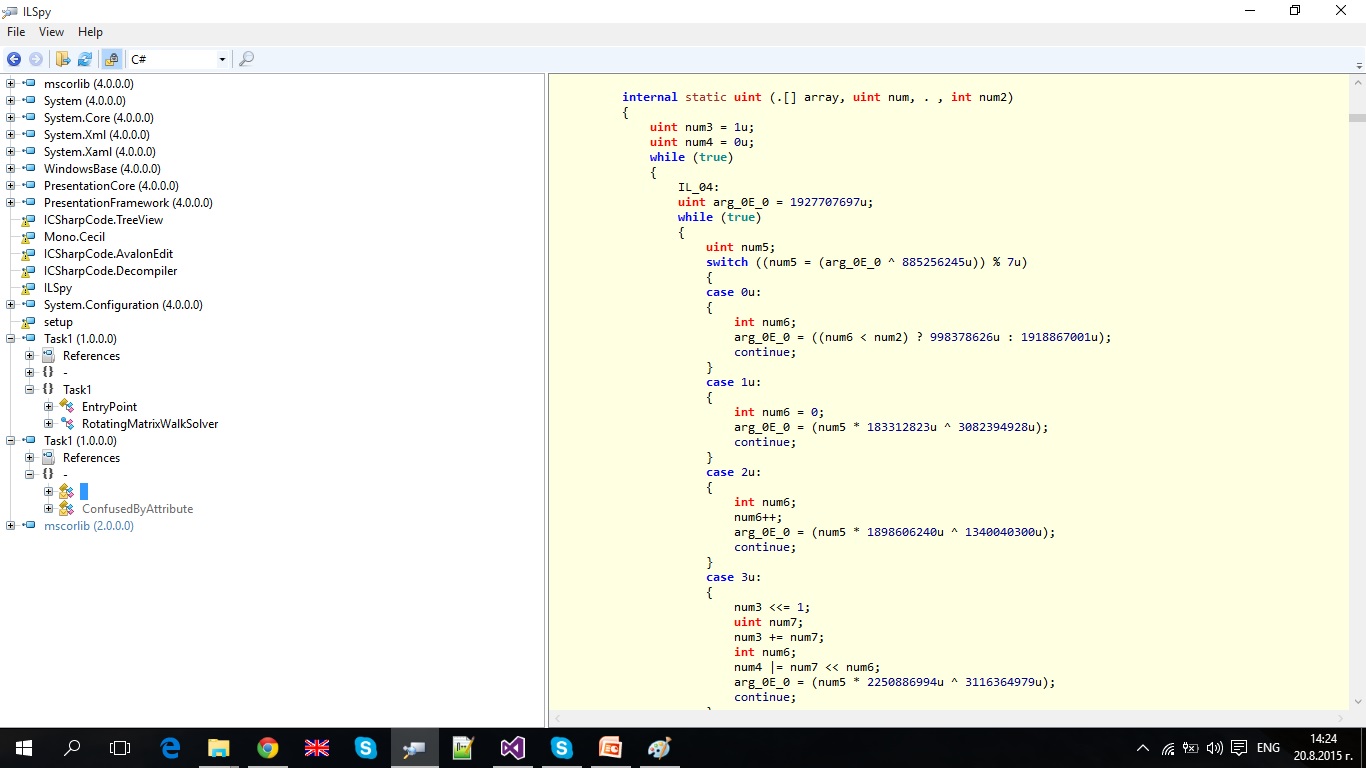 ILSpy
File View Help
C#
mscorlib (4.0.0.0)
System (4.0.0.0)
System.Core (4.0.0.0)
System.Xml (4.0.0.0)
System.Xaml (4.0.0.0)
WindowsBase (4.0.0.0)
PresentationCore (4.0.0.0)
PresentationFramework (4.0.0.0)
ICSharpCode.TreeView
Mono.Cecil
ICSharpCode.AvalonEdit
ICSharpCode.Decompiler
ILSpy
System.Configuration (4.0.0.0)
setup
Task1 (1.0.0.0)
References
{} -
{} Task1
EntryPoint
RotatingMatrixWalkSolver
Task1 (1.0.0.0)
References
{} -
ConfusedByAttribute
mscorlib (2.0.0.0)
internal static uint (.[] array, uint num, . , int num2)
{
uint num3 = 1u;
uint num4 = 0u;
while (true)
{
IL_04:
uint arg_0E_0 = 1927707697u;
while (true)
{
uint num5;
switch ((num5 = (arg_0E_0 ^ 885256245u)) % 7u)
{
case 0u:
{
int num6;
arg_0E_0 = ((num6 < num2) ? 998378626u : 1918867001u);
continue;
}
case 1u:
{
int num6 = 0;
arg_0E_0 = (num5 * 183312823u ^ 3082394928u);
continue;
}
case 2u:
{
int num6;
num6++;
arg_0E_0 = (num5 * 1898606240u ^ 1340040300u);
continue;
}
case 3u:
{
num3 <<= 1;
uint num7;
num3 += num7;
int num6;
num4 |= num7 << num6;
arg_0E_0 = (num5 * 2250886994u ^ 3116364979u);
continue;
ENG
14:24
20.8.2015 г.